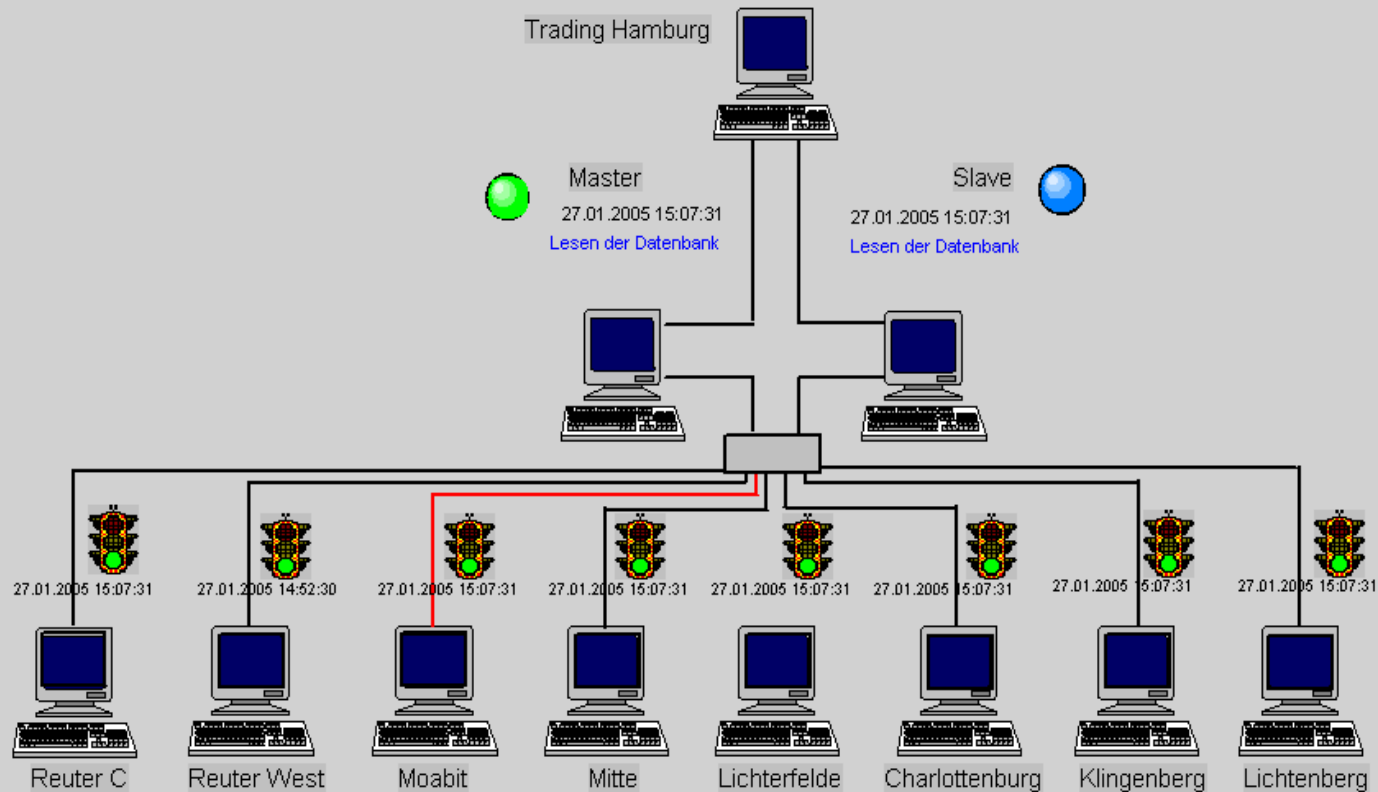 Trading Hamburg
Master
Slave
27.01.2005 15:07:31
27.01.2005 15:07:31
Lesen der Datenbank
Lesen der Datenbank
27.01.2005 15:07:31
27.01.2005 14:52:30
27.01.2005 15:07:31
27.01.2005 15:07:31
27.01.2005 15:07:31
27.01.2005 15:07:31
27.01.2005 15:07:31
27.01.2005 15:07:31
Reuter C
Reuter West
Moabit
Mitte
Lichterfelde
Charlottenburg
Klingenberg
Lichtenberg